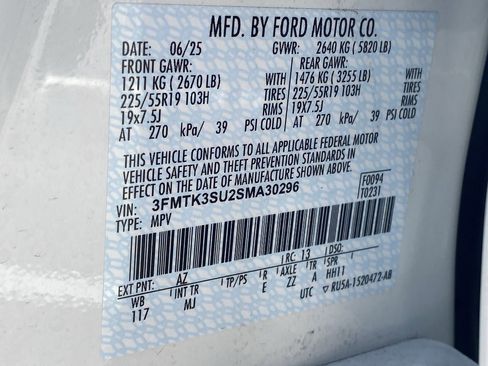 MFD. BY FORD MOTOR CO.
DATE: 06/25 GVWR: 2640 KG (5820 LB)
FRONT GAWR: REAR GAWR:
1211 KG (2670 LB) WITH 1476 KG (3255 LB) WITH
225/55R19 103H TIRES 225/55R19 103H TIRES
19x7.5J RIMS 19X7.5J RIMS
AT 270 kPa/ 39 PSI COLD AT 270 kPa/ 39 PSI COLD
THIS VEHICLE CONFORMS TO ALL APPLICABLE FEDERAL MOTOR
VEHICLE SAFETY AND THEFT PREVENTION STANDARDS IN
EFFECT ON THE DATE OF MANUFACTURE SHOWN ABOVE.
VIN: 3FMTK3SU2SMA30296 F0094
TYPE: MPV T0231
EXT PNT: AZ RC: 13 DSO:
WB INT TR TP/PS R AXLE TR SPR
117 MJ E ZZ A HH11
UTC ▽ RU5A-1520472-AB